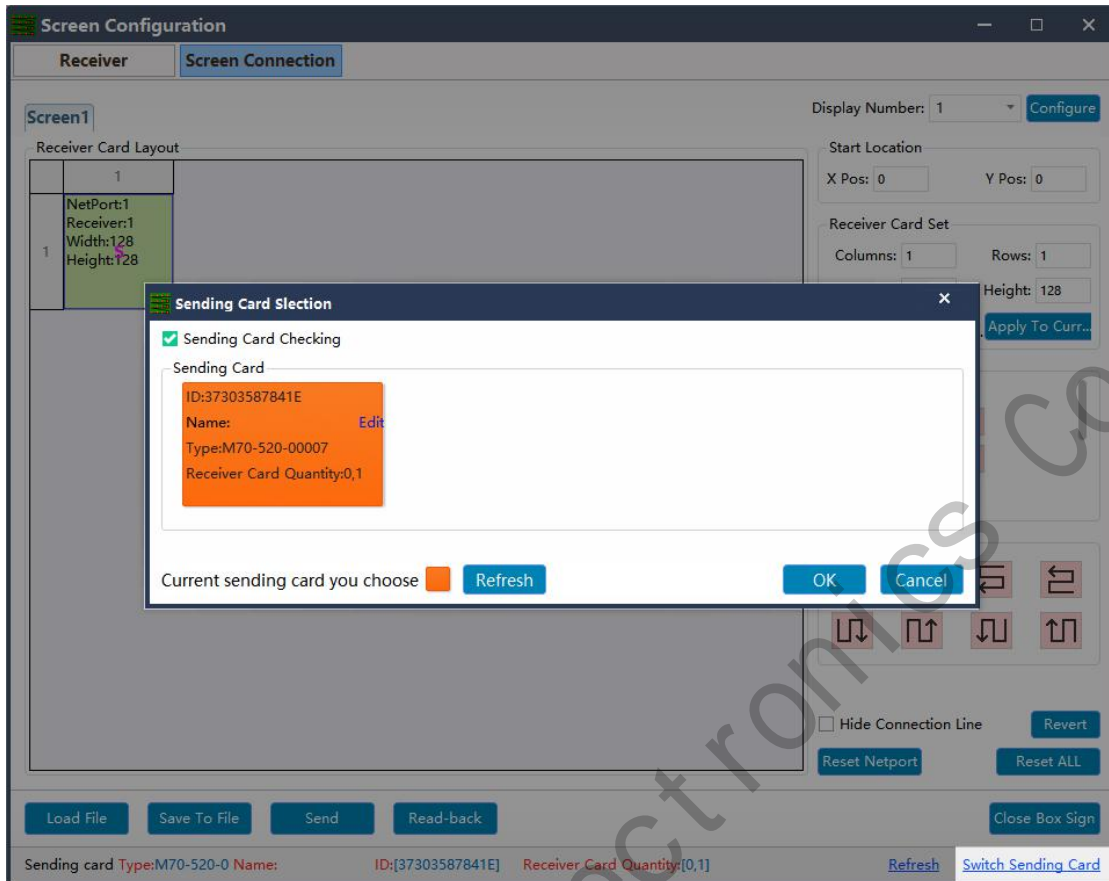 Screen Configuration
Receiver
Screen Connection
Screen1
Display Number: 1
Configure
Receiver Card Layout
1
1
NetPort:1
Receiver:1
Width:128
Height:128
S
Start Location
X Pos: 0
Y Pos: 0
Receiver Card Set
Columns: 1
Rows: 1
Height: 128
Apply To Curr...
Sending Card Slection
Sending Card Checking
Sending Card
ID:37303587841E
Name:
Edit
Type:M70-520-00007
Receiver Card Quantity:0,1
Current sending card you choose
Refresh
OK
Cancel
Hide Connection Line
Revert
Reset Netport
Reset ALL
Load File
Save To File
Send
Read-back
Close Box Sign
Sending card Type:M70-520-0 Name:
ID:[37303587841E]
Receiver Card Quantity:[0,1]
Refresh
Switch Sending Card